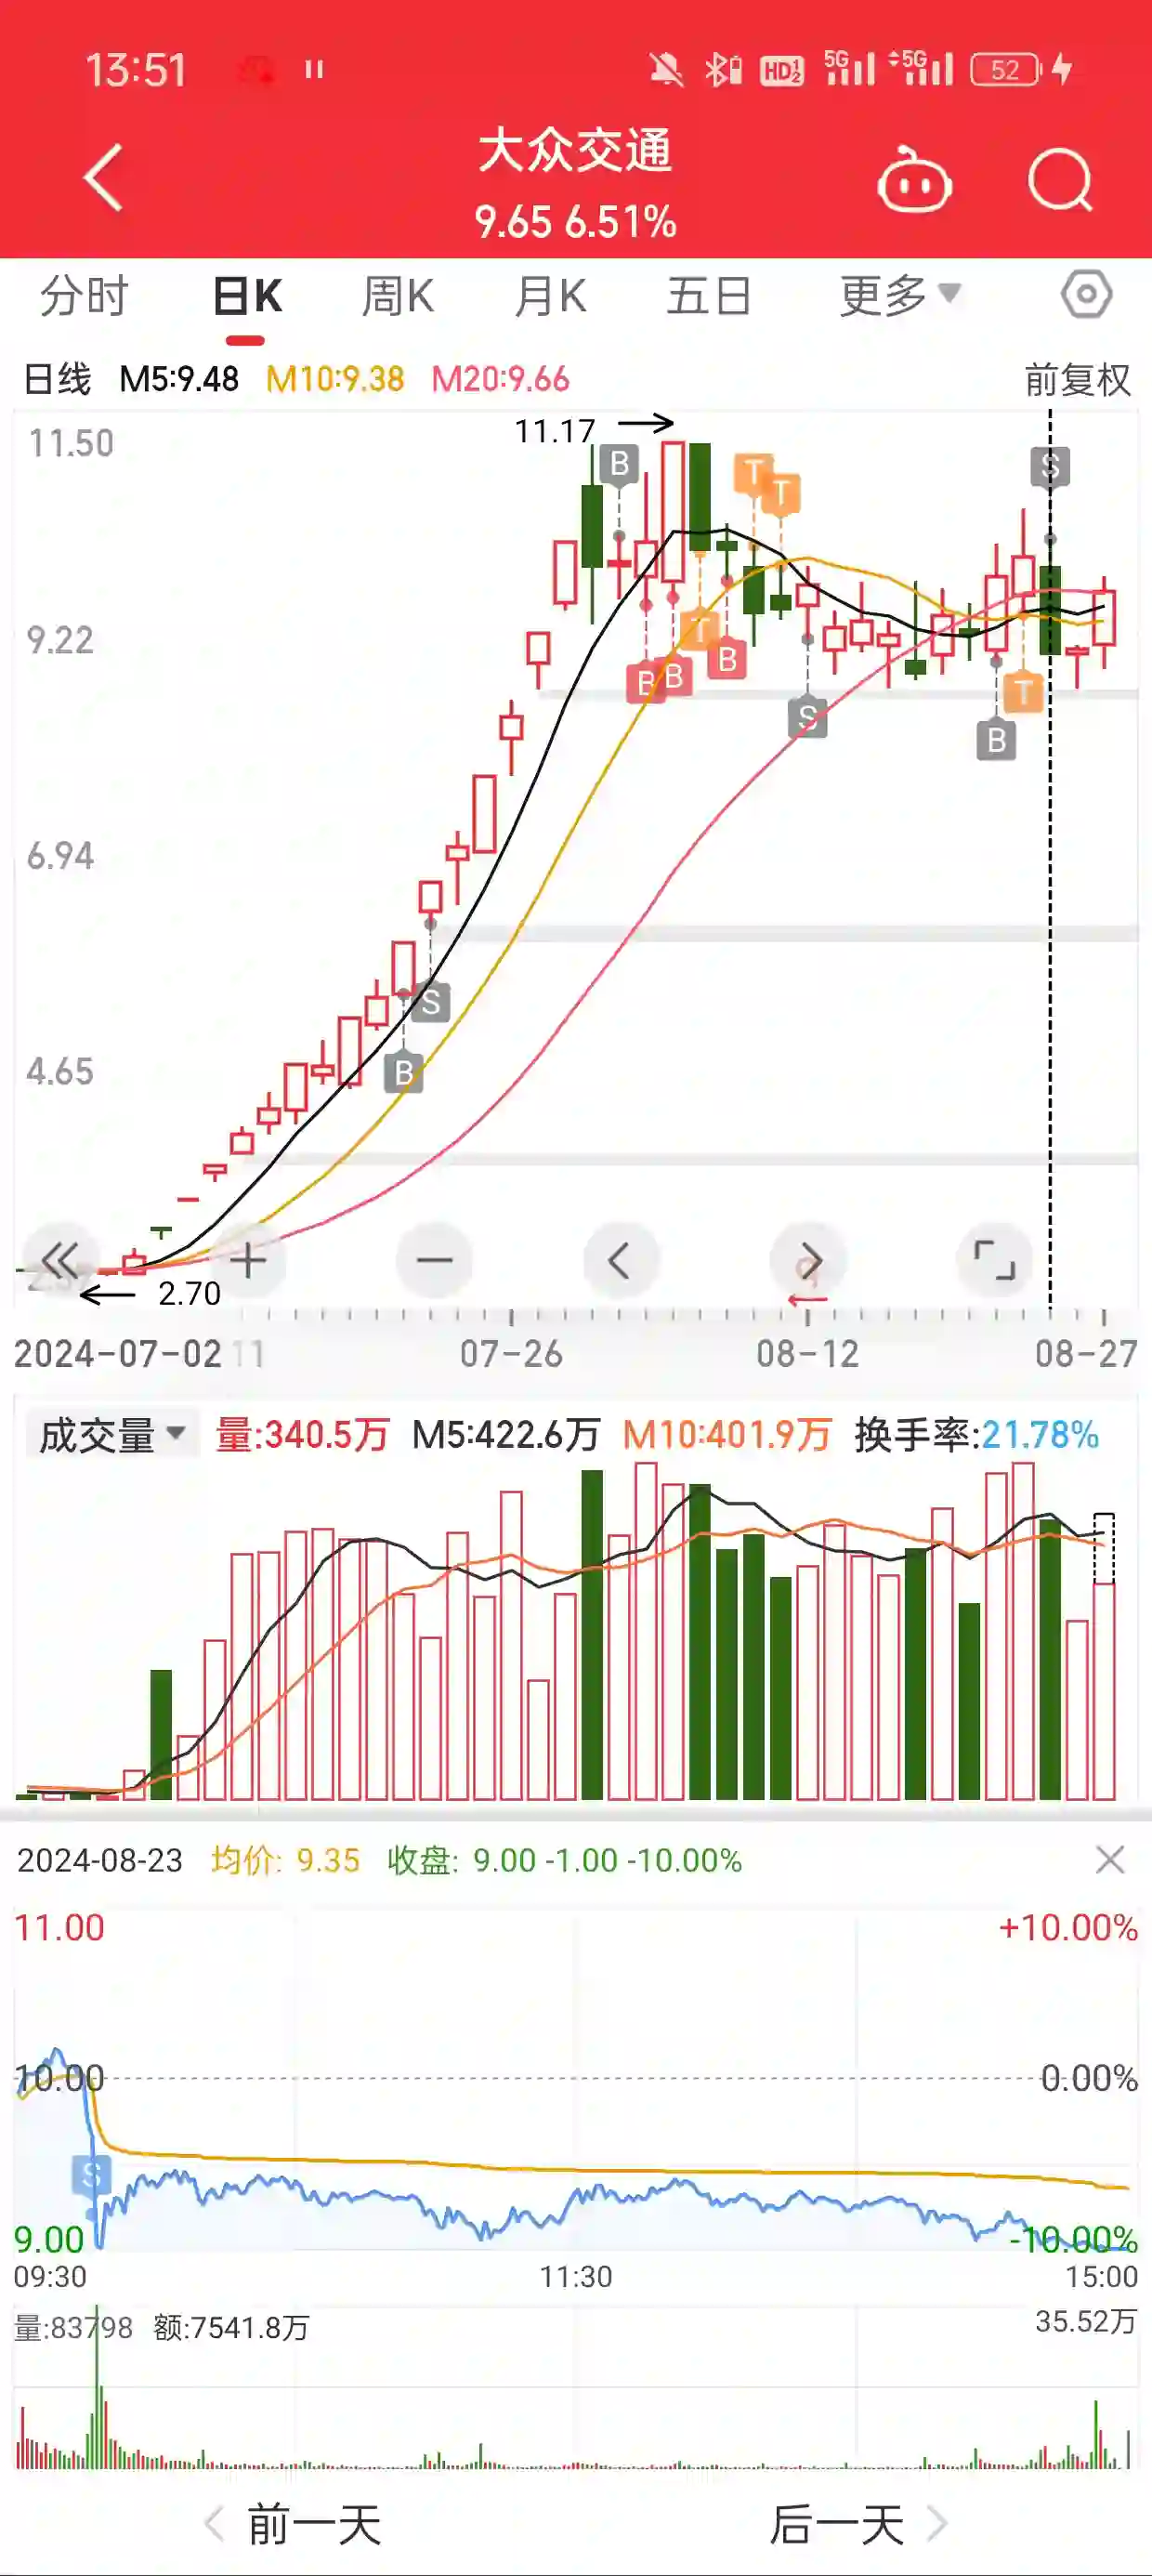 13:51 HD 1 2 5G 5G 52
大众交通
9.65 6.51%
分时 日K 周K 月K 五日 更多
日线 M5:9.48 M10:9.38 M20:9.66 前复权
11.17
11.50
B S
T T
9.22
T
B B B
T
S
B
6.94
S
4.65
B
2.70
2024-07-02 11 07-26 08-12 08-27
成交量 量:340.5万 M5:422.6万 M10:401.9万 换手率:21.78%
2024-08-23 均价: 9.35 收盘: 9.00 -1.00 -10.00%
11.00 +10.00%
10.00 0.00%
S
9.00 -10.00%
09:30 11:30 15:00
量:83798 额:7541.8万 35.52万
前一天 后一天